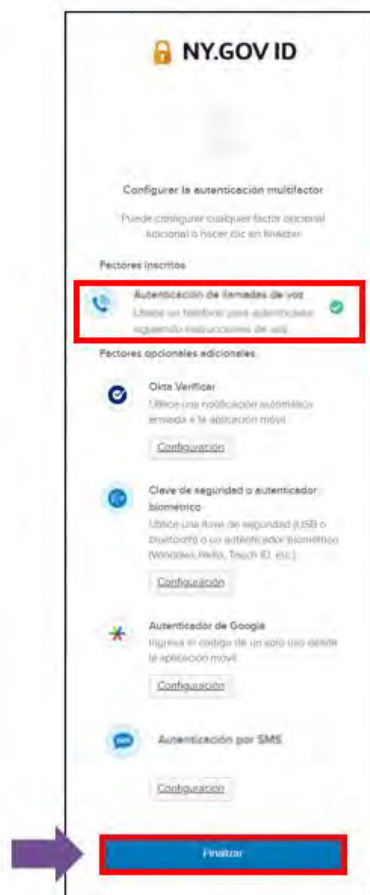 NY.GOV ID
Configurar la autenticación multifactor
Puede configurar cualquier factor opcional
adicional o hacer clic en finalizar.
Factores inscritos
Autenticación de llamadas de voz
Utilice un teléfono para autenticarse
siguiendo instrucciones de voz.
Factores opcionales adicionales
Okta Verificar
Utilice una notificación automática
enviada a la aplicación móvil.
Configuración
Clave de seguridad o autenticador
biométrico
Utilice una llave de seguridad (USB o
bluetooth) o un autenticador biométrico
(Windows Hello, Touch ID, etc.)
Configuración
Autenticador de Google
Ingrese el código de un solo uso desde
la aplicación móvil.
Configuración
SMS
Autenticación por SMS
Configuración
Finalizar